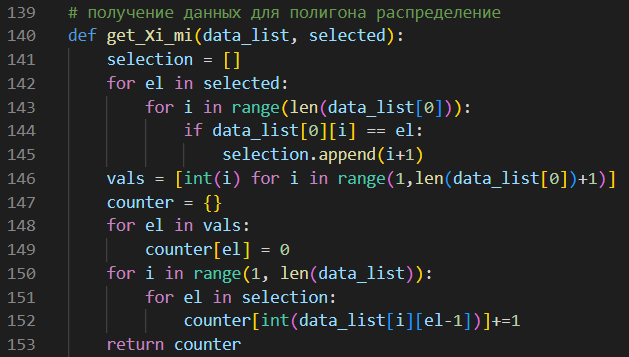 139 # получение данных для полигона распределение
140 def get_Xi_mi(data_list, selected):
141     selection = []
142     for el in selected:
143         for i in range(len(data_list[0])):
144             if data_list[0][i] == el:
145                 selection.append(i+1)
146     vals = [int(i) for i in range(1,len(data_list[0])+1)]
147     counter = {}
148     for el in vals:
149         counter[el] = 0
150     for i in range(1, len(data_list)):
151         for el in selection:
152             counter[int(data_list[i][el-1])]+=1
153     return counter